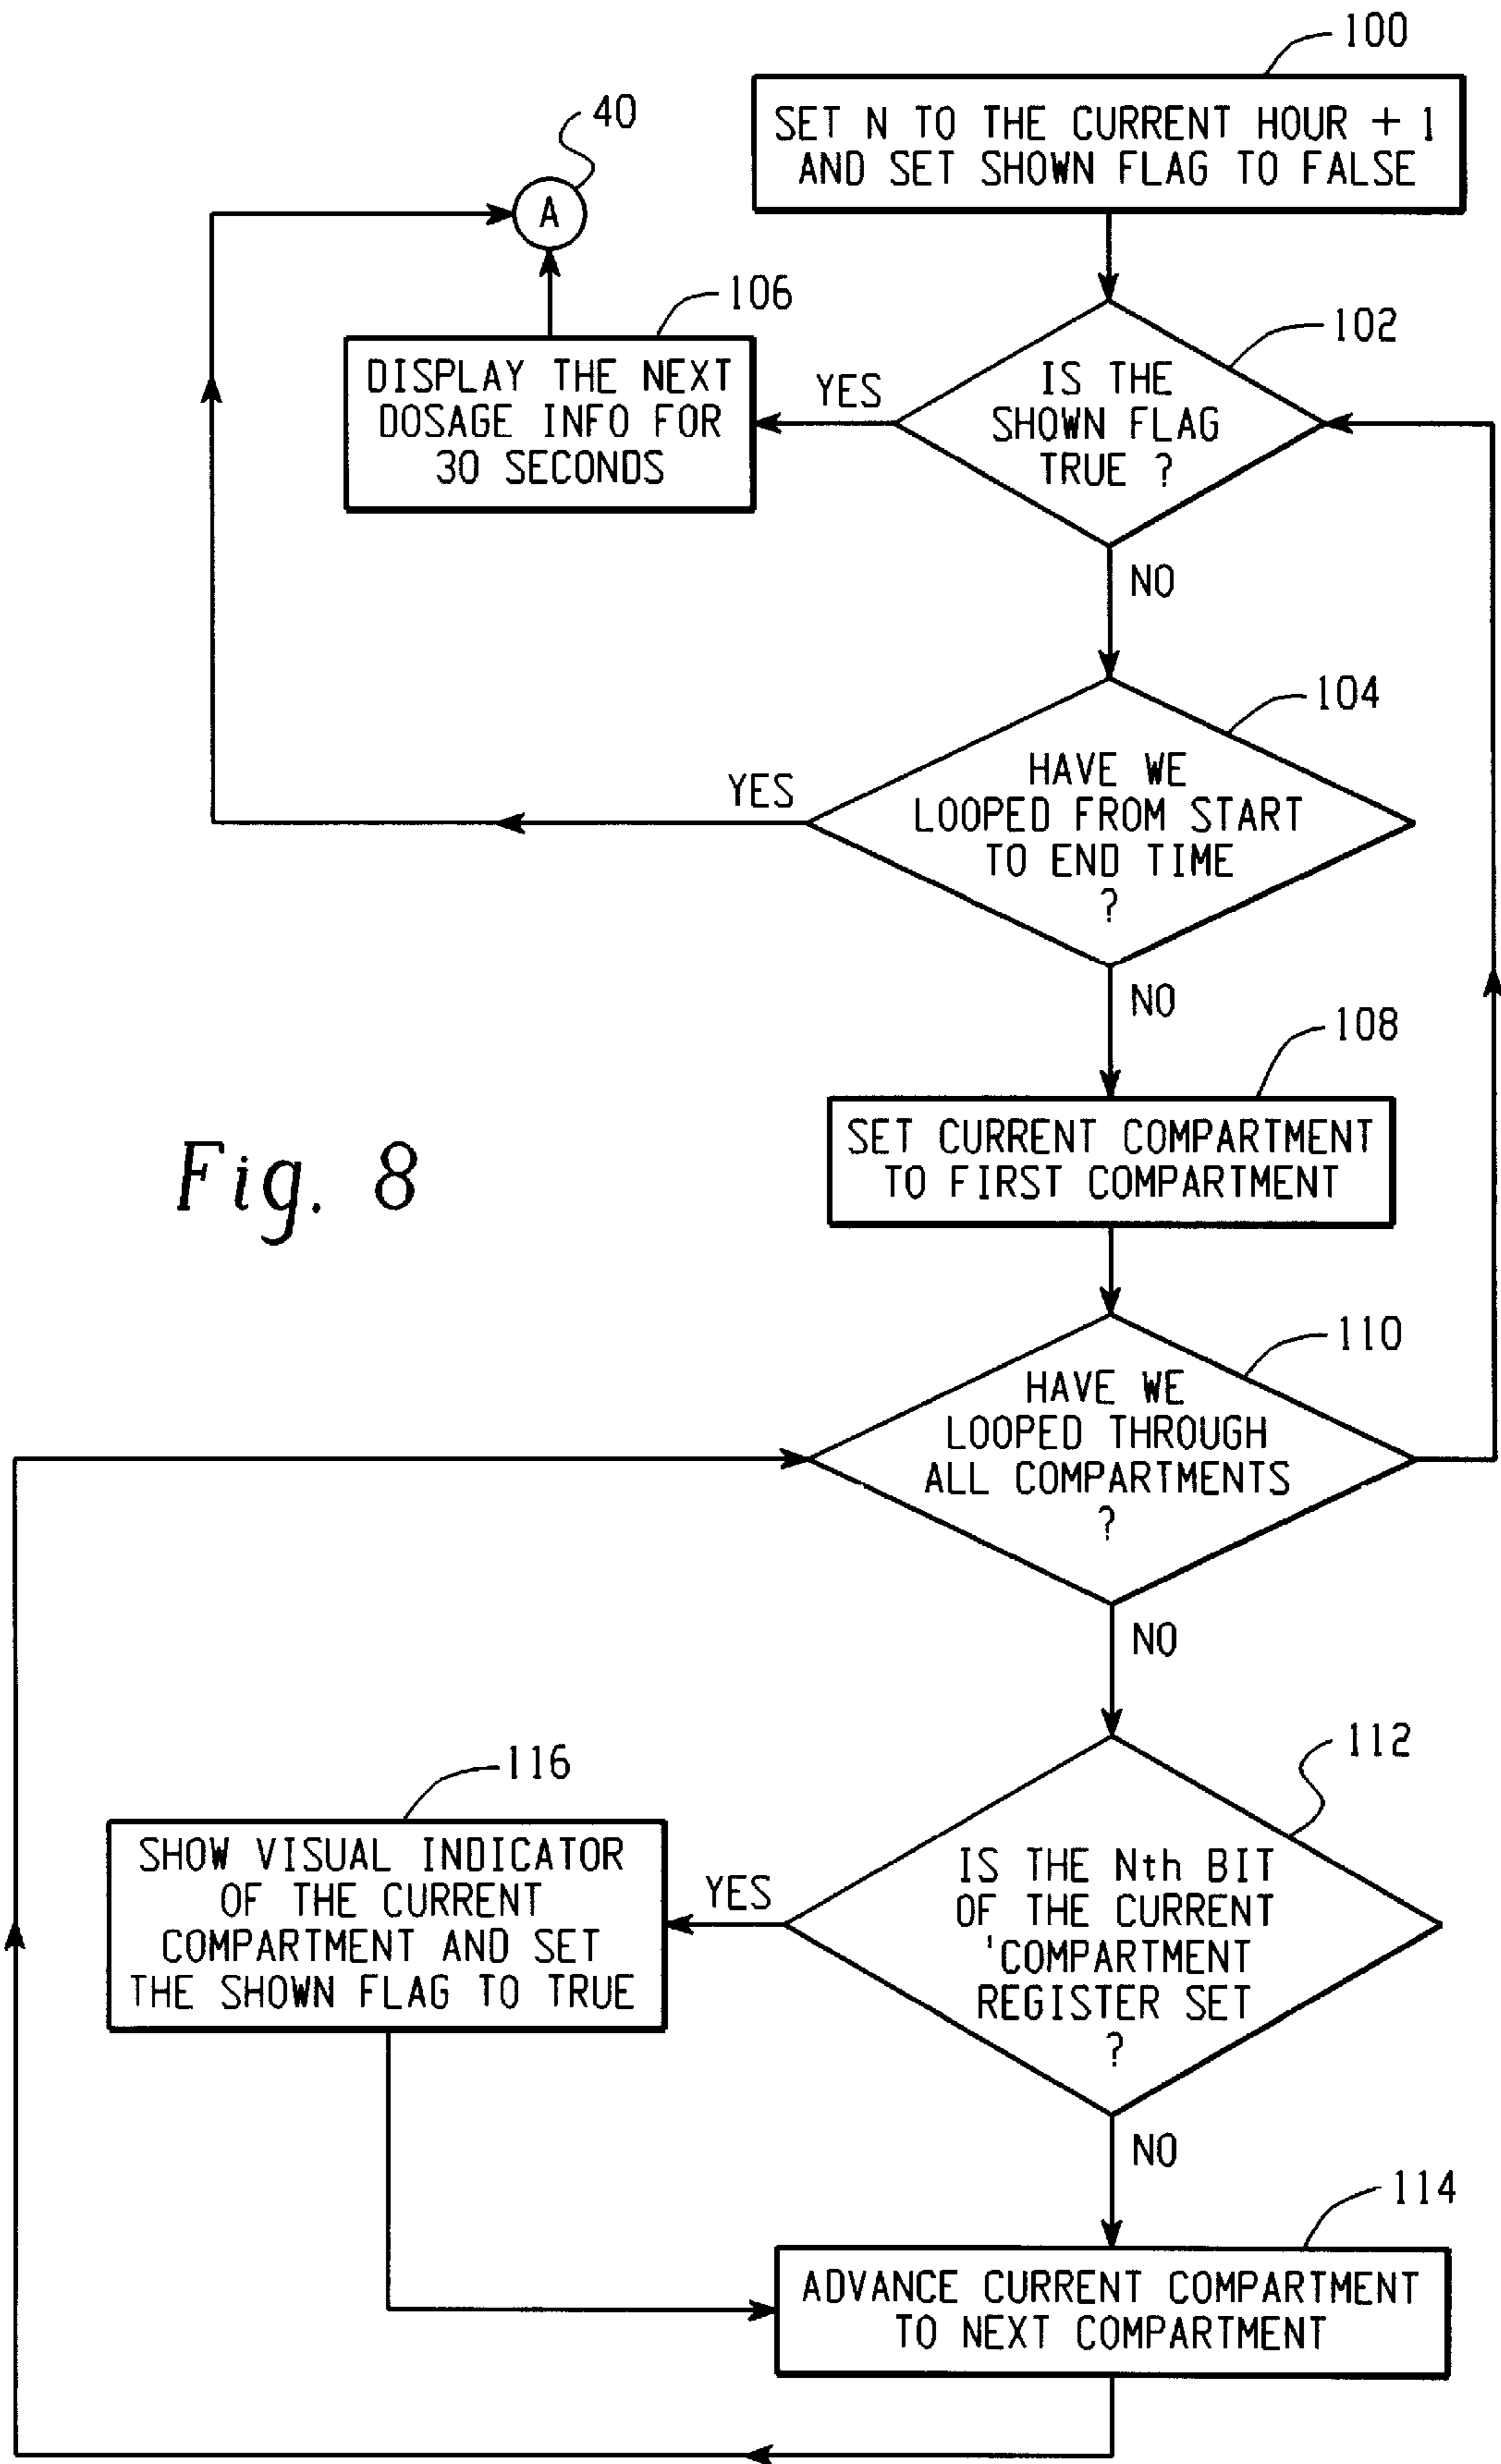 100
SET N TO THE CURRENT HOUR + 1
AND SET SHOWN FLAG TO FALSE
40
A
106
DISPLAY THE NEXT
DOSAGE INFO FOR
30 SECONDS
YES
102
IS THE
SHOWN FLAG
TRUE ?
NO
104
HAVE WE
LOOPED FROM START
TO END TIME
?
YES
NO
108
SET CURRENT COMPARTMENT
TO FIRST COMPARTMENT
Fig. 8
110
HAVE WE
LOOPED THROUGH
ALL COMPARTMENTS
?
NO
112
IS THE Nth BIT
OF THE CURRENT
'COMPARTMENT
REGISTER SET
?
YES
116
SHOW VISUAL INDICATOR
OF THE CURRENT
COMPARTMENT AND SET
THE SHOWN FLAG TO TRUE
NO
114
ADVANCE CURRENT COMPARTMENT
TO NEXT COMPARTMENT